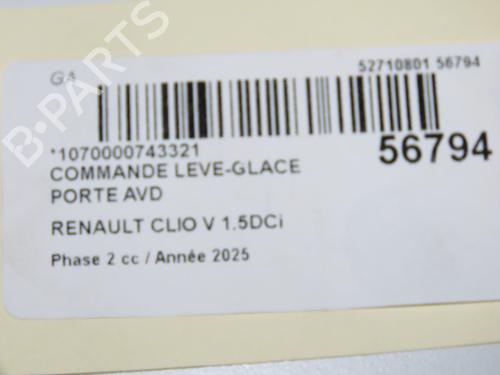 GA
52710801 56794
*1070000743321
56794
COMMANDE LEVE-GLACE
PORTE AVD
RENAULT CLIO V 1.5DCi
Phase 2 cc / Année 2025
B-PARTS